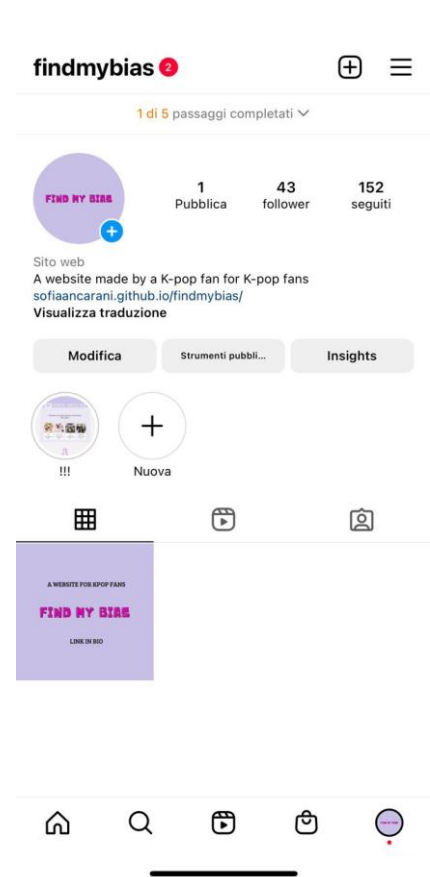 findmybias 2
1 di 5 passaggi completati
FIND MY BIAS
1 43 152
Pubblica follower seguiti
Sito web
A website made by a K-pop fan for K-pop fans
sofiaancarani.github.io/findmybias/
Visualizza traduzione
Modifica Strumenti pubbli... Insights
!!! Nuova
A WEBSITE FOR KPOP FANS
FIND MY BIAS
LINK IN BIO